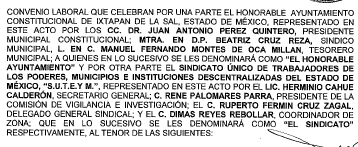 CONVENIO LABORAL QUE CELEBRAN POR UNA PARTE EL HONORABLE AYUNTAMIENTO
CONSTITUCIONAL DE IXTAPAN DE LA SAL, ESTADO DE MÉXICO, REPRESENTADO EN
ESTE ACTO POR LOS CC. DR. JUAN ANTONIO PEREZ QUINTERO, PRESIDENTE
MUNICIPAL CONSTITUCIONAL; MTRA. EN D.P. BEATRIZ CRUZ REZA, SINDICO
MUNICIPAL, L. EN C. MANUEL FERNANDO MONTES DE OCA MILLAN, TESORERO
MUNICIPAL; A QUIENES EN LO SUCESIVO SE LES DENOMINARÁ COMO "EL HONORABLE
AYUNTAMIENTO" Y POR OTRA PARTE EL SINDICATO ÚNICO DE TRABAJADORES DE
LOS PODERES, MUNICIPIOS E INSTITUCIONES DESCENTRALIZADAS DEL ESTADO DE
MÉXICO, "S.U.T.E.Y M.", REPRESENTADO EN ESTE ACTO POR EL LIC. HERMINIO CAHUE
CALDERÓN, SECRETARIO GENERAL; C. RENE PALOMARES PARRA, PRESIDENTE DE LA
COMISIÓN DE VIGILANCIA E INVESTIGACIÓN; EL C. RUPERTO FERMIN CRUZ ZAGAL,
DELEGADO GENERAL SINDICAL; Y EL C. DIMAS REYES REBOLLAR, COORDINADOR DE
ZONA; QUE EN LO SUCESIVO SE LES DENOMINARÁ COMO "EL SINDICATO"
RESPECTIVAMENTE, AL TENOR DE LAS SIGUIENTES: